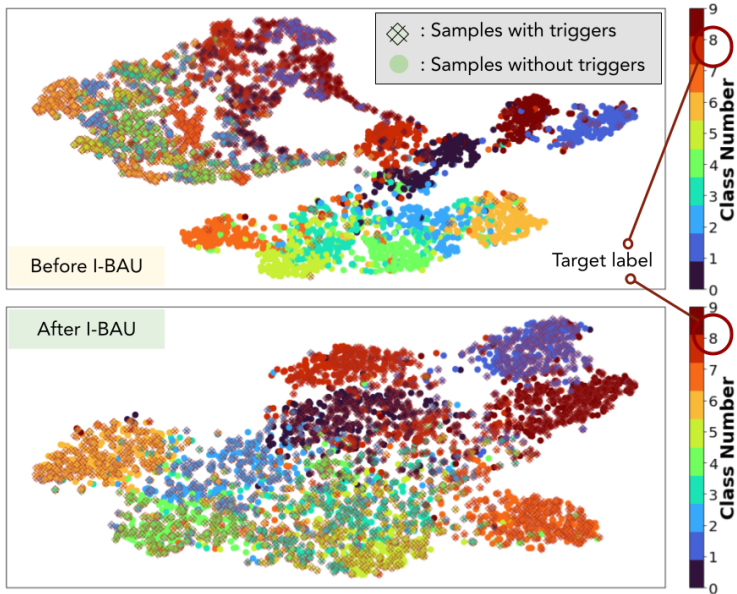 : Samples with triggers
: Samples without triggers
Before I-BAU
Target label
9
8
7
6
5
4
3
2
1
0
Class Number
After I-BAU
9
8
7
6
5
4
3
2
1
0
Class Number